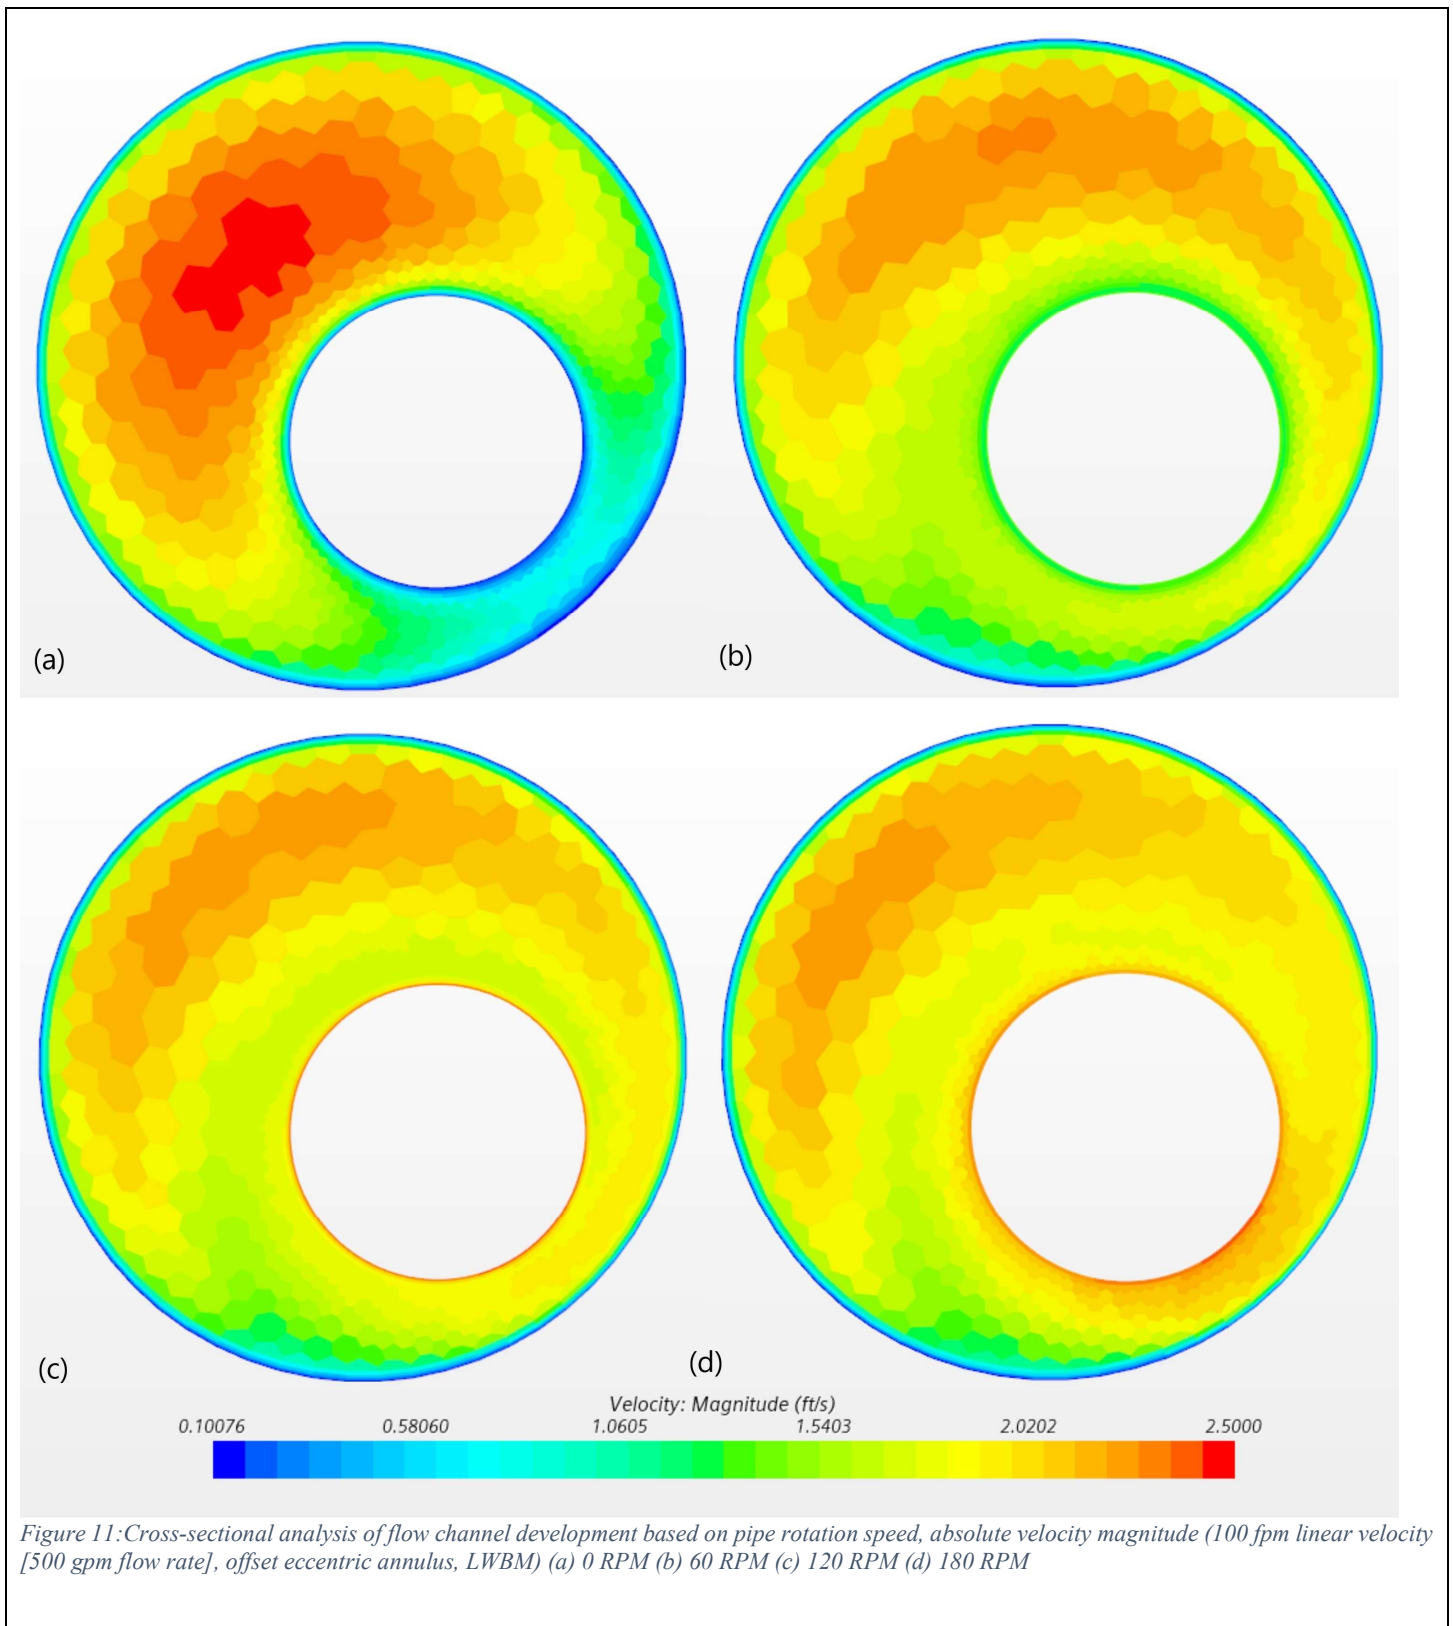 (a)
(b)
(c)
(d)
Velocity: Magnitude (ft/s)
0.10076 0.58060 1.0605 1.5403 2.0202 2.5000
Figure 11:Cross-sectional analysis of flow channel development based on pipe rotation speed, absolute velocity magnitude (100 fpm linear velocity
[500 gpm flow rate], offset eccentric annulus, LWBM) (a) 0 RPM (b) 60 RPM (c) 120 RPM (d) 180 RPM